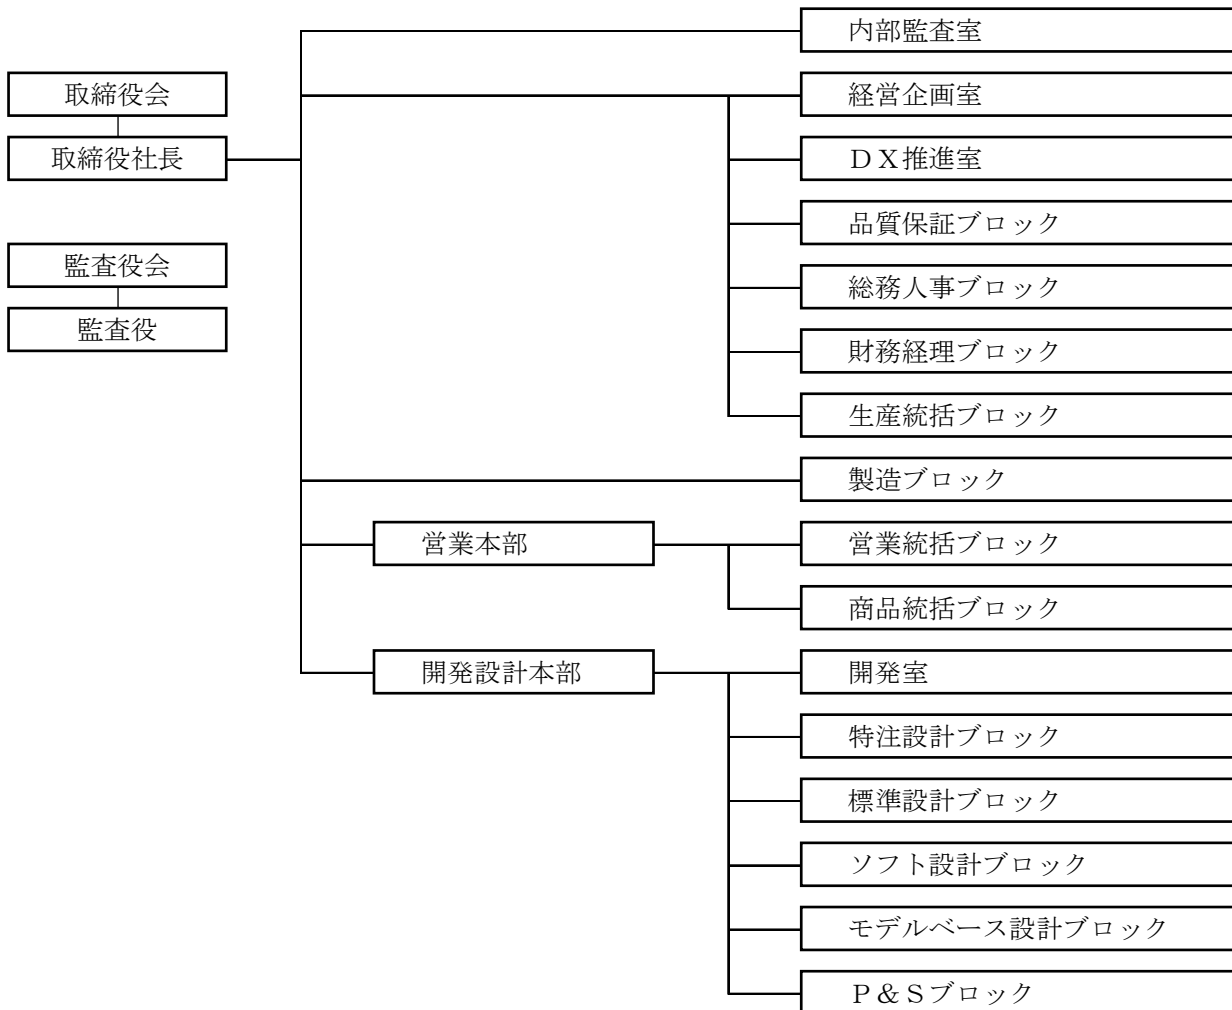 内部監査室
取締役会
経営企画室
取締役社長
ＤＸ推進室
品質保証ブロック
監査役会
総務人事ブロック
監査役
財務経理ブロック
生産統括ブロック
製造ブロック
営業本部
営業統括ブロック
商品統括ブロック
開発設計本部
開発室
特注設計ブロック
標準設計ブロック
ソフト設計ブロック
モデルベース設計ブロック
Ｐ＆Ｓブロック